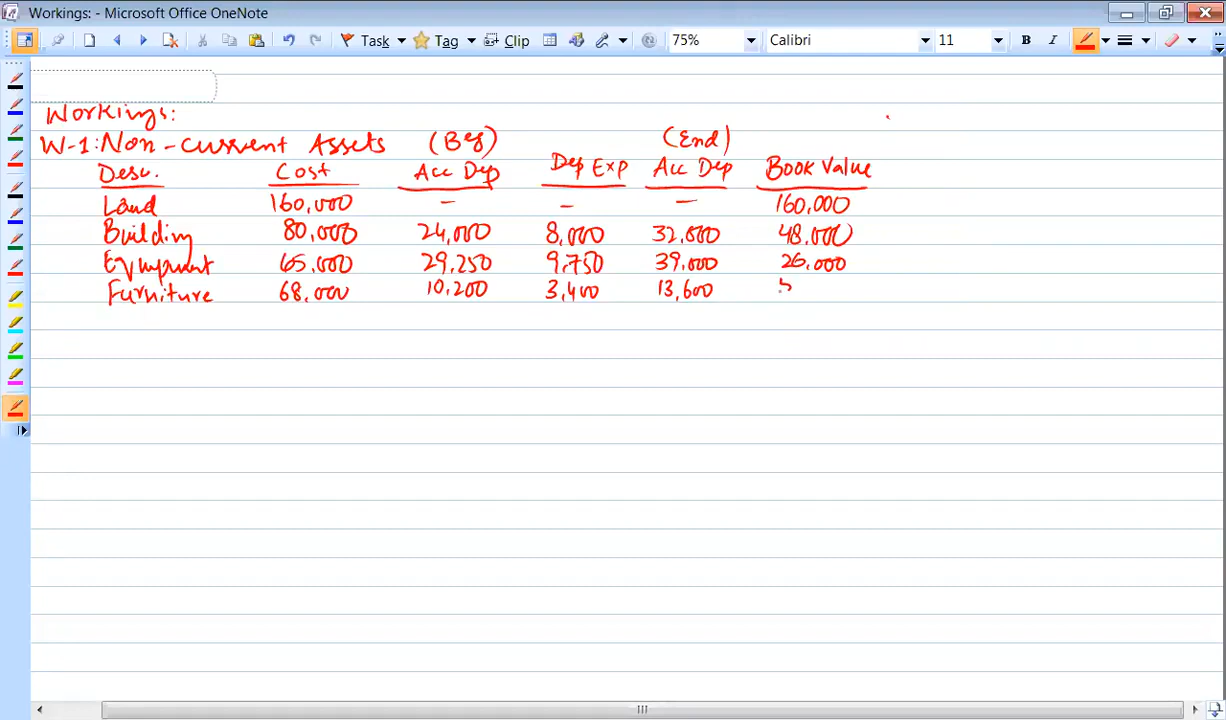 Workings: - Microsoft Office OneNote
Task Tag Clip 75% Calibri 11 B
Workings:
W-1: Non-current Assets (Beg) (End)
Desc. Cost Acc Dep Dep Exp Acc Dep Book Value
Land 160,000 - - - 160,000
Building 80,000 24,000 8,000 32,000 48,000
Equipment 65,000 29,250 9,750 39,000 26,000
Furniture 68,000 10,200 3,400 13,600